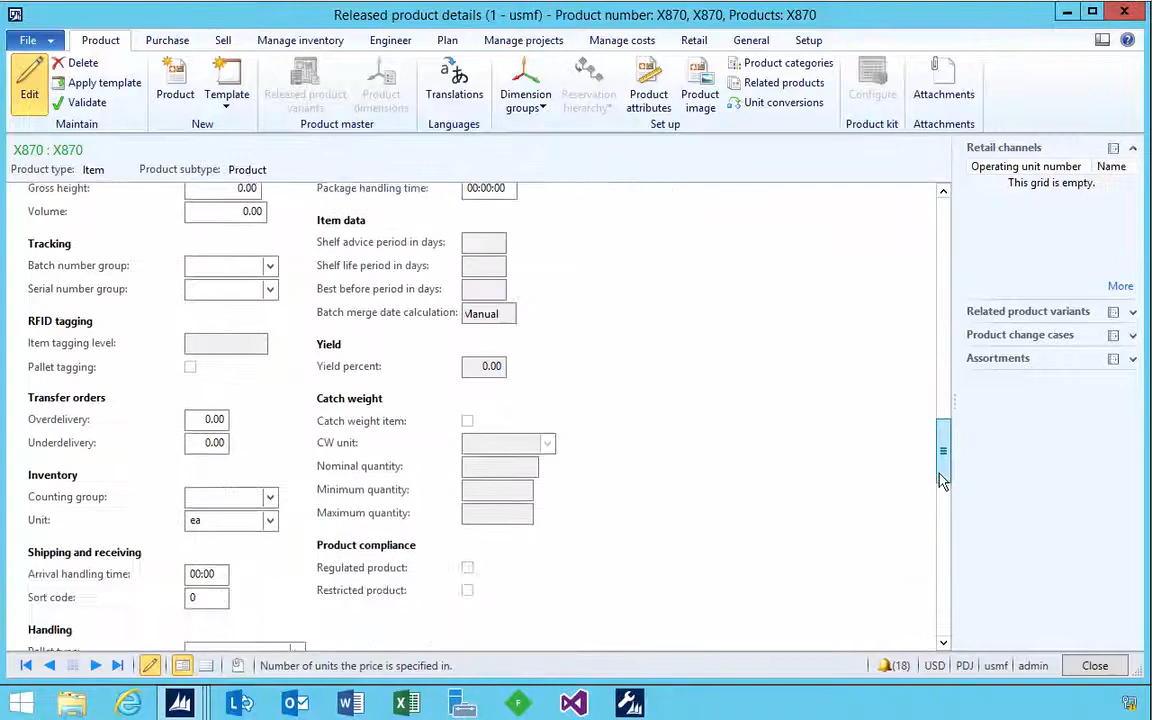 Released product details (1 - usmf) - Product number: X870, X870, Products: X870
File Product Purchase Sell Manage inventory Engineer Plan Manage projects Manage costs Retail General Setup
Edit
Delete
Apply template
Validate
Maintain
Product
Template
New
Released product variants
Product dimensions
Product master
Translations
Languages
Dimension groups
Reservation hierarchy*
Product attributes
Product image
Product categories
Related products
Unit conversions
Set up
Configure
Product kit
Attachments
Attachments
X870 : X870
Product type: Item Product subtype: Product
Gross height: 0.00
Volume: 0.00
Tracking
Batch number group:
Serial number group:
RFID tagging
Item tagging level:
Pallet tagging:
Transfer orders
Overdelivery: 0.00
Underdelivery: 0.00
Inventory
Counting group:
Unit: ea
Shipping and receiving
Arrival handling time: 00:00
Sort code: 0
Handling
Package handling time: 00:00:00
Item data
Shelf advice period in days:
Shelf life period in days:
Best before period in days:
Batch merge date calculation: Manual
Yield
Yield percent: 0.00
Catch weight
Catch weight item:
CW unit:
Nominal quantity:
Minimum quantity:
Maximum quantity:
Product compliance
Regulated product:
Restricted product:
Retail channels
Operating unit number Name
This grid is empty.
More
Related product variants
Product change cases
Assortments
Number of units the price is specified in.
(18) USD PDJ usmf admin Close